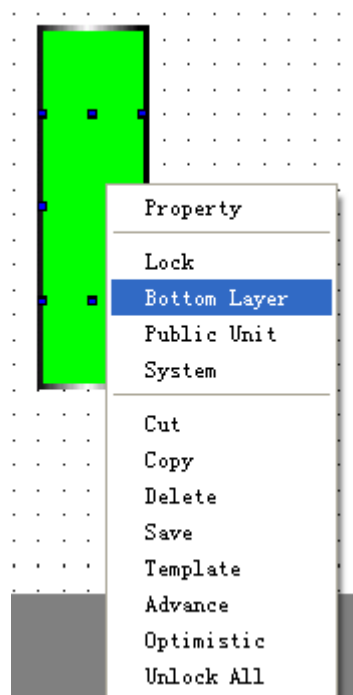 Property
Lock
Bottom Layer
Public Unit
System
Cut
Copy
Delete
Save
Template
Advance
Optimistic
Unlock All